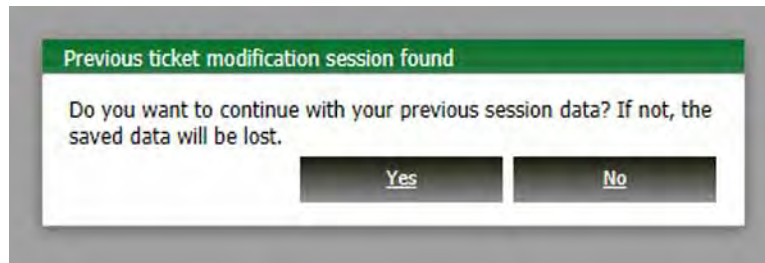 Previous ticket modification session found
Do you want to continue with your previous session data? If not, the
saved data will be lost.
Yes No